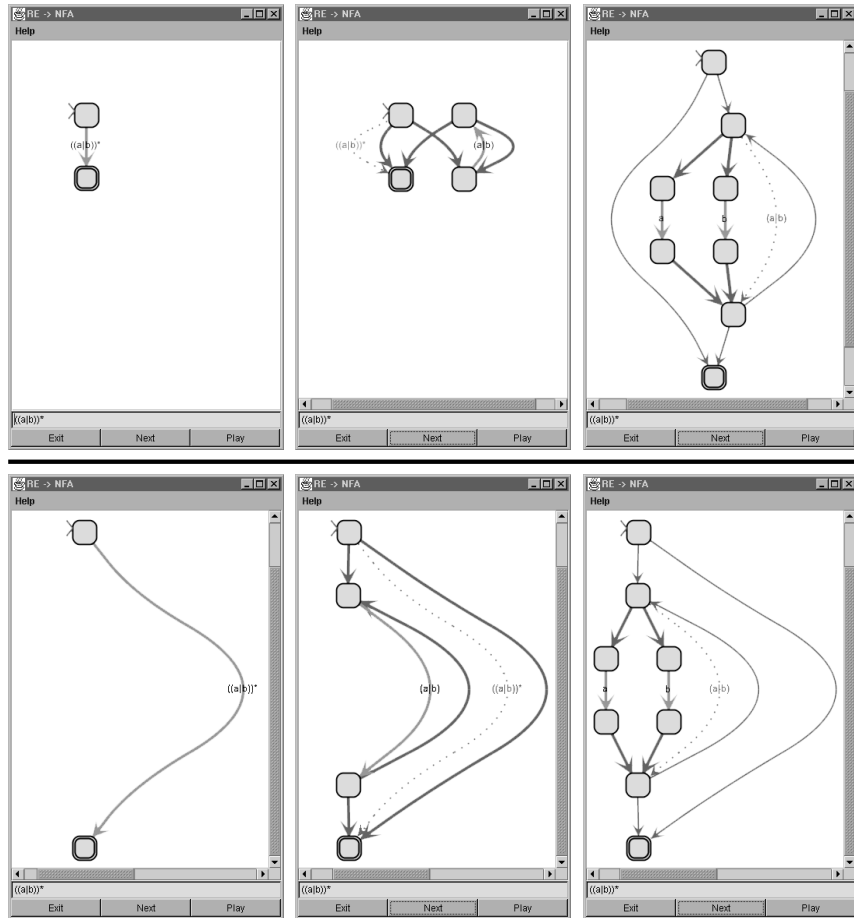 RE -> NFA
Help
((a|b))*
((a|b))*
Exit Next Play
RE -> NFA
Help
((a|b))* (a|b)
((a|b))*
Exit Next Play
RE -> NFA
Help
a b (a|b)
((a|b))*
Exit Next Play
RE -> NFA
Help
((a|b))*
((a|b))*
Exit Next Play
RE -> NFA
Help
(a|b) ((a|b))*
((a|b))*
Exit Next Play
RE -> NFA
Help
a b (a|b)
((a|b))*
Exit Next Play